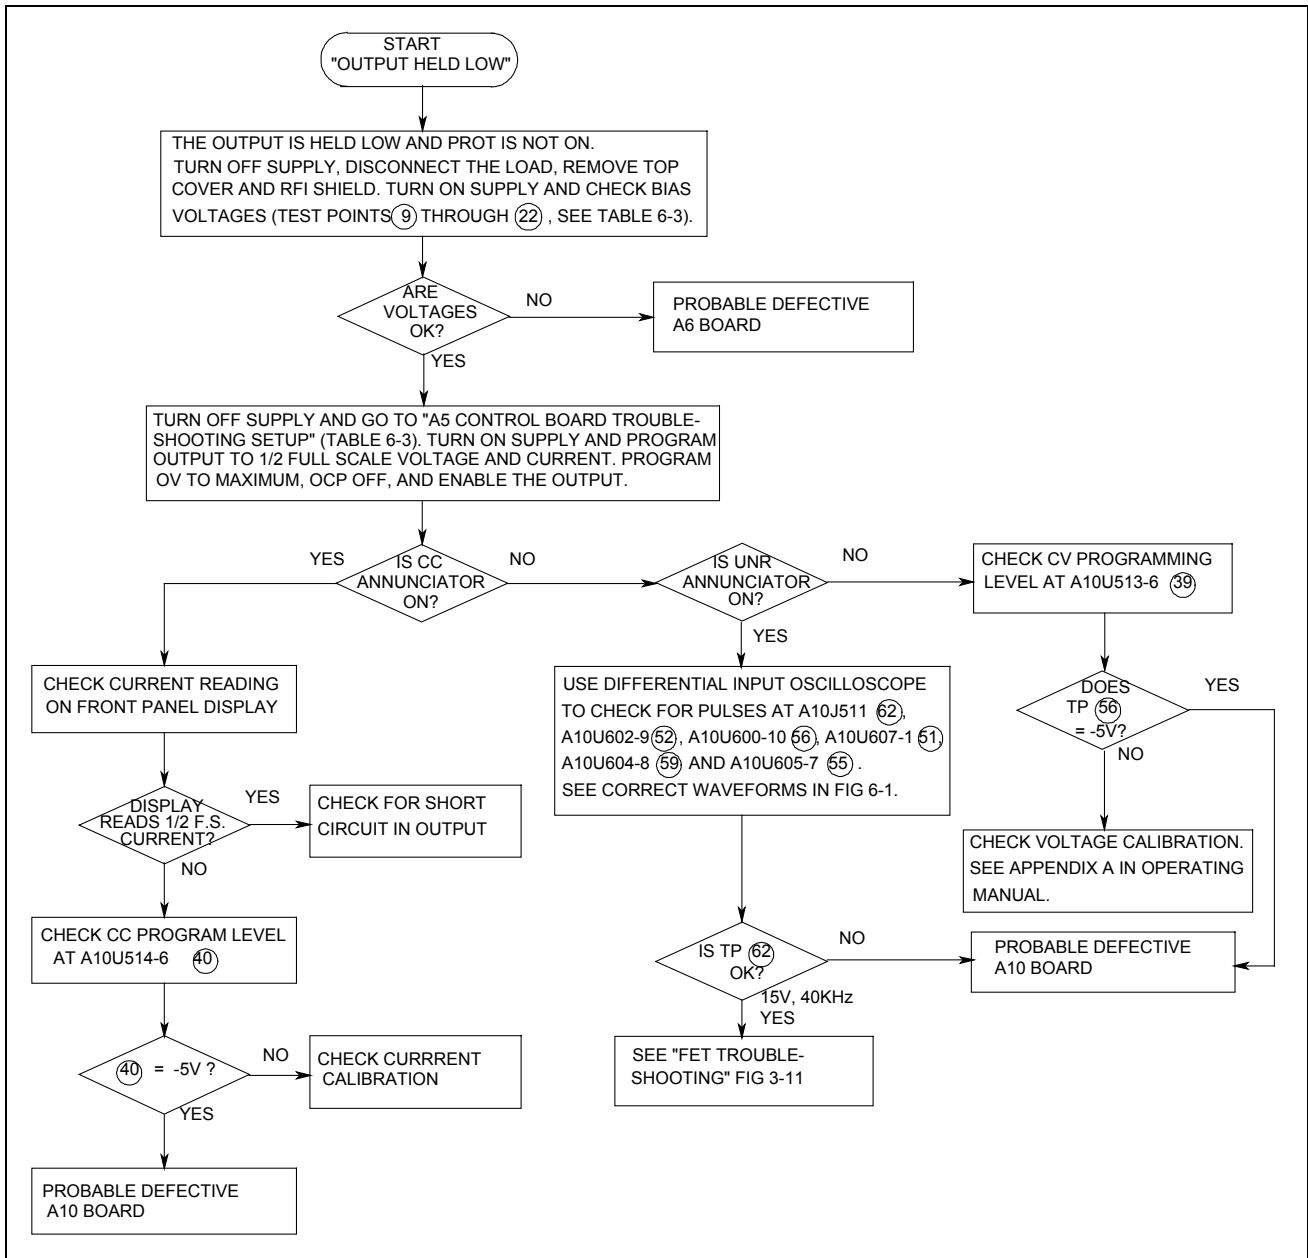 START
"OUTPUT HELD LOW"
THE OUTPUT IS HELD LOW AND PROT IS NOT ON.
TURN OFF SUPPLY, DISCONNECT THE LOAD, REMOVE TOP
COVER AND RFI SHIELD. TURN ON SUPPLY AND CHECK BIAS
VOLTAGES (TEST POINTS 9 THROUGH 22 , SEE TABLE 6-3).
ARE
VOLTAGES
OK?
NO
PROBABLE DEFECTIVE
A6 BOARD
YES
TURN OFF SUPPLY AND GO TO "A5 CONTROL BOARD TROUBLE-
SHOOTING SETUP" (TABLE 6-3). TURN ON SUPPLY AND PROGRAM
OUTPUT TO 1/2 FULL SCALE VOLTAGE AND CURRENT. PROGRAM
OV TO MAXIMUM, OCP OFF, AND ENABLE THE OUTPUT.
YES
IS CC
ANNUNCIATOR
ON?
NO
IS UNR
ANNUNCIATOR
ON?
NO
CHECK CV PROGRAMMING
LEVEL AT A10U513-6 39
YES
CHECK CURRENT READING
ON FRONT PANEL DISPLAY
USE DIFFERENTIAL INPUT OSCILLOSCOPE
TO CHECK FOR PULSES AT A10J511 62,
A10U602-9 52, A10U600-10 56, A10U607-1 51,
A10U604-8 59 AND A10U605-7 55 .
SEE CORRECT WAVEFORMS IN FIG 6-1.
DOES
TP 56
= -5V?
YES
NO
DISPLAY
READS 1/2 F.S.
CURRENT?
YES
CHECK FOR SHORT
CIRCUIT IN OUTPUT
NO
CHECK VOLTAGE CALIBRATION.
SEE APPENDIX A IN OPERATING
MANUAL.
CHECK CC PROGRAM LEVEL
AT A10U514-6 40
IS TP 62
OK?
NO
PROBABLE DEFECTIVE
A10 BOARD
15V, 40KHz
YES
40 = -5V ?
NO
CHECK CURRRENT
CALIBRATION
SEE "FET TROUBLE-
SHOOTING" FIG 3-11
YES
PROBABLE DEFECTIVE
A10 BOARD